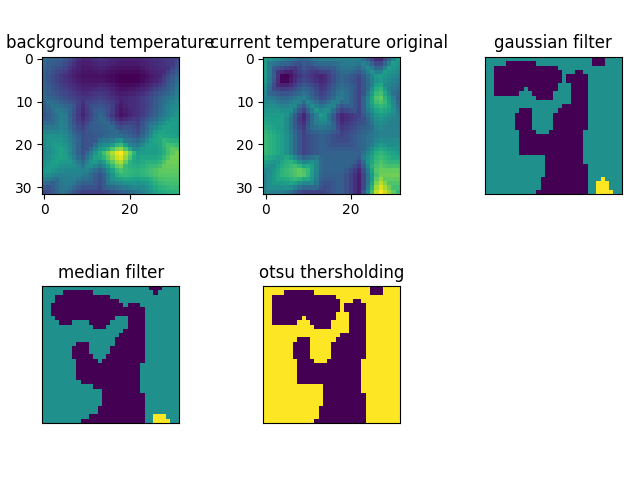 background temperature
current temperature original
gaussian filter
0
10
20
30
0
20
0
10
20
30
0
20
median filter
otsu thersholding